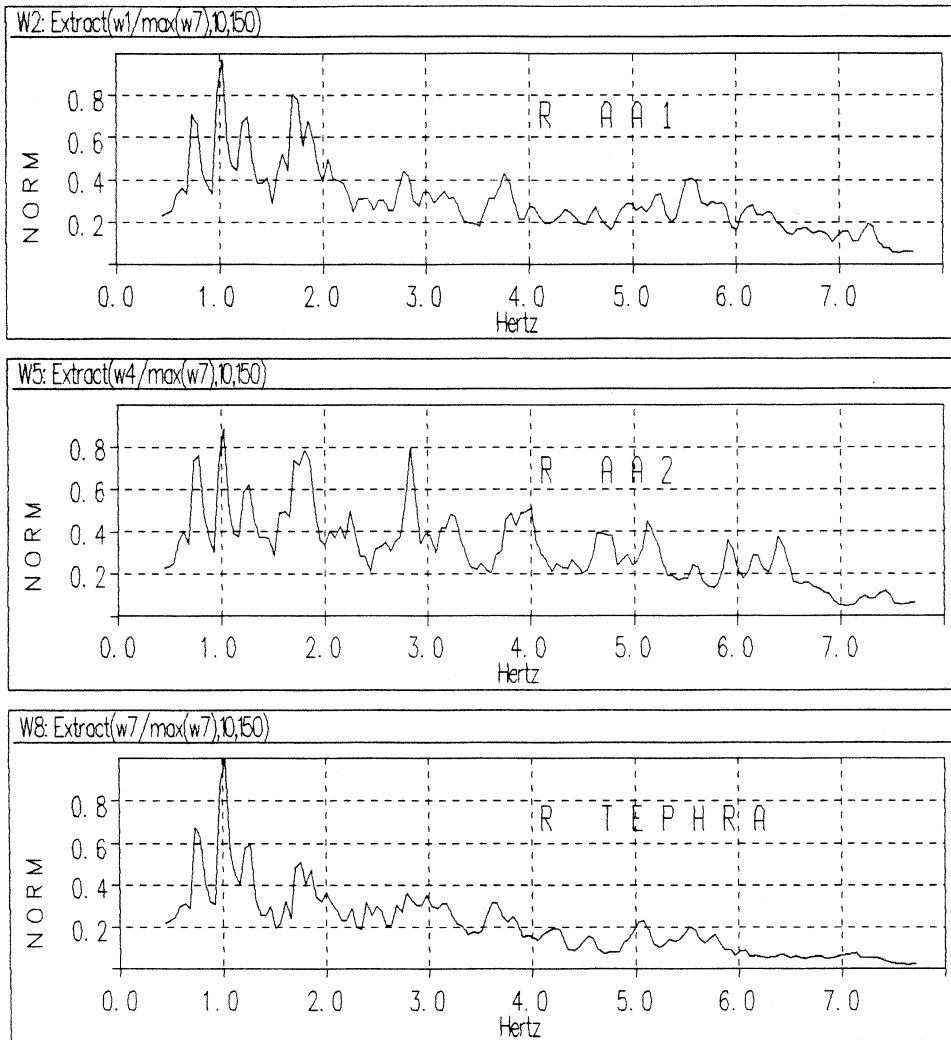 W2: Extract(w1/max(w7),10,150)
R AA1
0.8
0.6
0.4
0.2
NORM
0.0 1.0 2.0 3.0 4.0 5.0 6.0 7.0
Hertz
W5: Extract(w4/max(w7),10,150)
R AA2
0.8
0.6
0.4
0.2
NORM
0.0 1.0 2.0 3.0 4.0 5.0 6.0 7.0
Hertz
W8: Extract(w7/max(w7),10,150)
R TEPHRA
0.8
0.6
0.4
0.2
NORM
0.0 1.0 2.0 3.0 4.0 5.0 6.0 7.0
Hertz